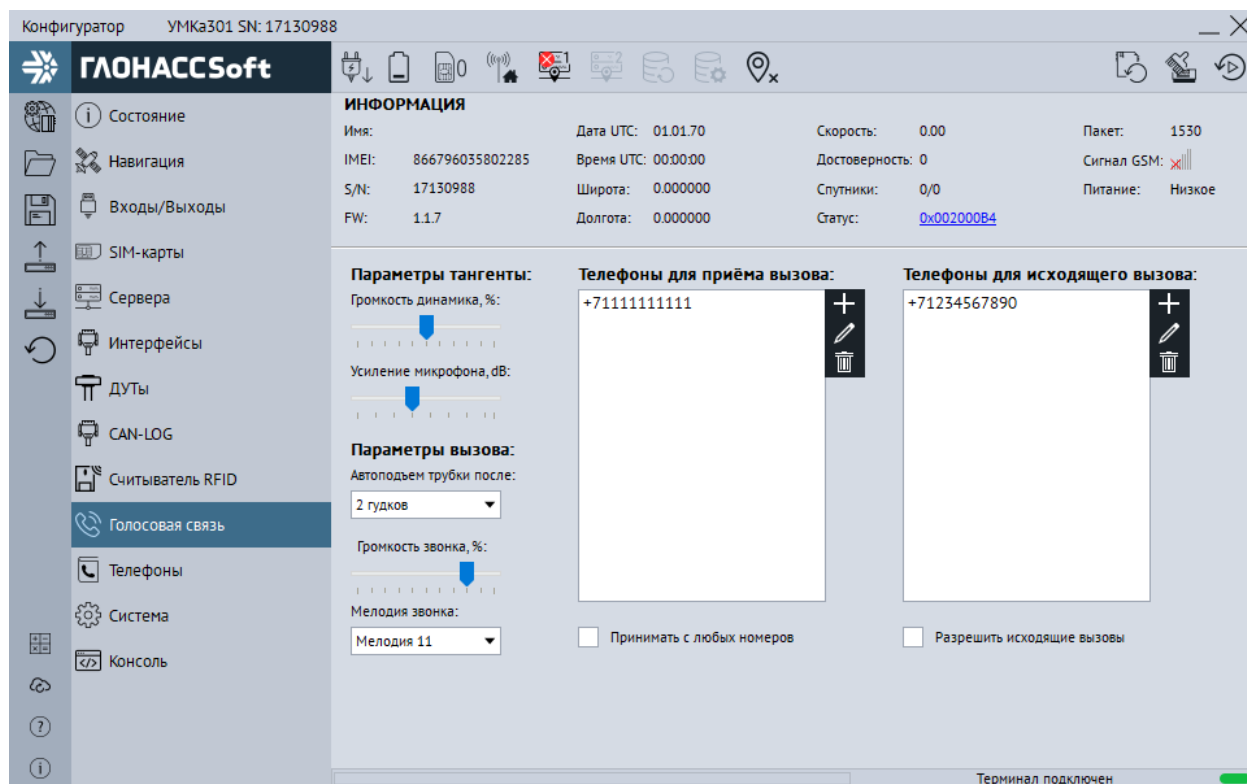 Конфигуратор УМКа301 SN: 17130988
ГЛОНАССSoft
0
1
2
ИНФОРМАЦИЯ
Имя: Дата UTC: 01.01.70 Скорость: 0.00 Пакет: 1530
IMEI: 866796035802285 Время UTC: 00:00:00 Достоверность: 0 Сигнал GSM:
S/N: 17130988 Широта: 0.000000 Спутники: 0/0 Питание: Низкое
FW: 1.1.7 Долгота: 0.000000 Статус: 0x002000B4
Состояние
Навигация
Входы/Выходы
SIM-карты
Сервера
Интерфейсы
ДУТы
CAN-LOG
Считыватель RFID
Голосовая связь
Телефоны
Система
Консоль
Параметры тангенты:
Громкость динамика, %:
Усиление микрофона, dB:
Параметры вызова:
Автоподъем трубки после:
2 гудков
Громкость звонка, %:
Мелодия звонка:
Мелодия 11
Телефоны для приёма вызова:
+71111111111
Принимать с любых номеров
Телефоны для исходящего вызова:
+71234567890
Разрешить исходящие вызовы
Терминал подключен